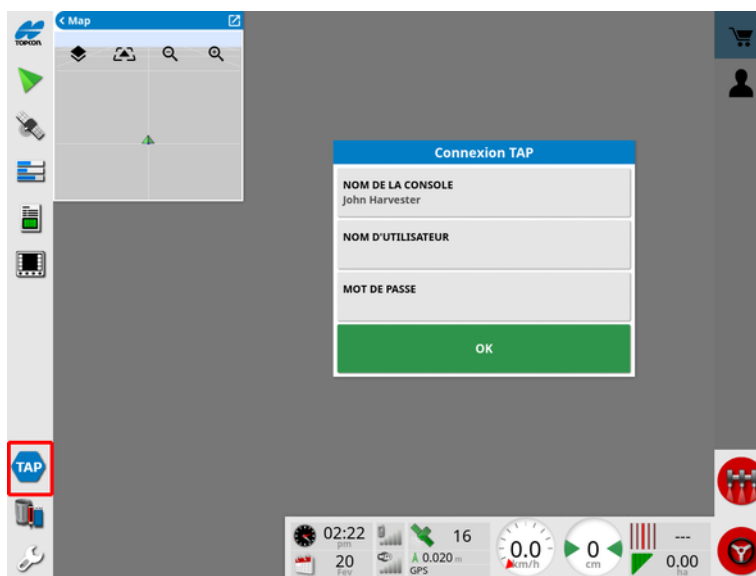 TOPCON
< Map
Connexion TAP
NOM DE LA CONSOLE
John Harvester
NOM D'UTILISATEUR
MOT DE PASSE
OK
TAP
02:22
pm
20
Fev
16
A 0.020 m
GPS
0.0
km/h
0
cm
---
0.00
ha